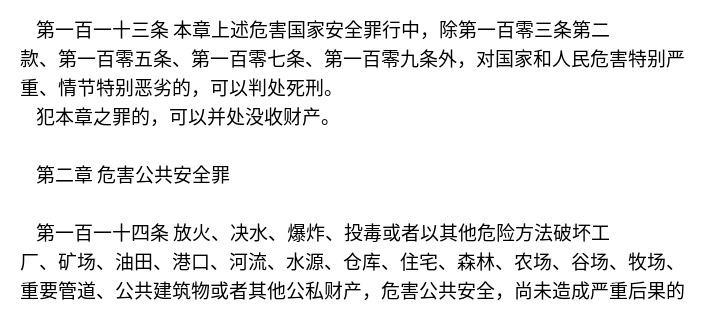 第一百一十三条 本章上述危害国家安全罪行中，除第一百零三条第二
款、第一百零五条、第一百零七条、第一百零九条外，对国家和人民危害特别严
重、情节特别恶劣的，可以判处死刑。
犯本章之罪的，可以并处没收财产。
第二章 危害公共安全罪
第一百一十四条 放火、决水、爆炸、投毒或者以其他危险方法破坏工
厂、矿场、油田、港口、河流、水源、仓库、住宅、森林、农场、谷场、牧场、
重要管道、公共建筑物或者其他公私财产，危害公共安全，尚未造成严重后果的